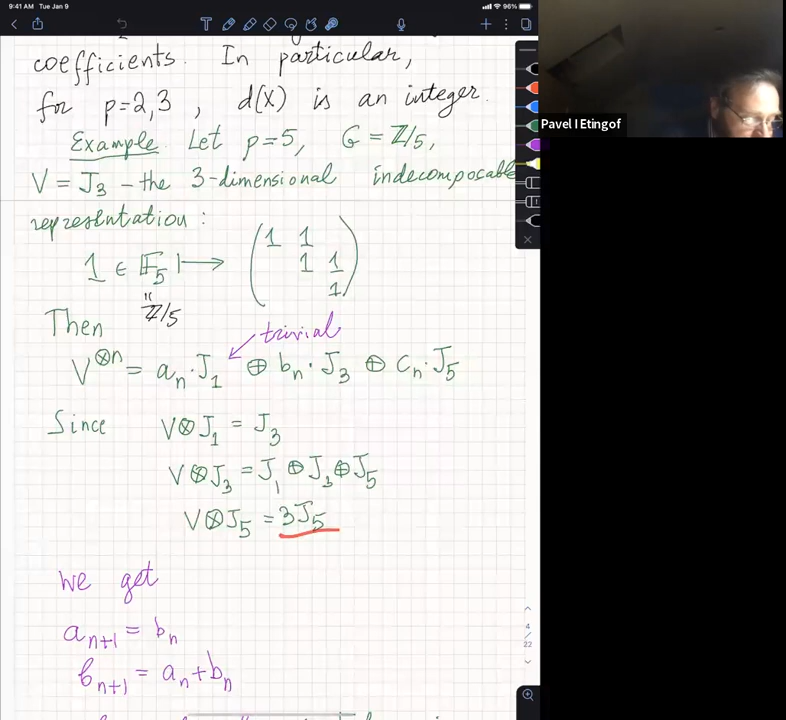 9:41 AM Tue Jan 9
96%
coefficients. In particular,
for p=2,3 , d(X) is an integer.
Pavel I Etingof
Example. Let p=5, G = ℤ/5,
V = J₃ – the 3-dimensional indecomposable
representation :
1 ∈ 𝔽₅ ↦ ( 1 1
1 1
1 )
"
ℤ/5
Then
trivial
V^{⊗n} = aₙ·J₁ ⊕ bₙ·J₃ ⊕ cₙ·J₅
Since V⊗J₁ = J₃
V⊗J₃ = J₁ ⊕ J₃ ⊕ J₅
V⊗J₅ = 3J₅
We get
aₙ₊₁ = bₙ
bₙ₊₁ = aₙ+bₙ
4
/
22